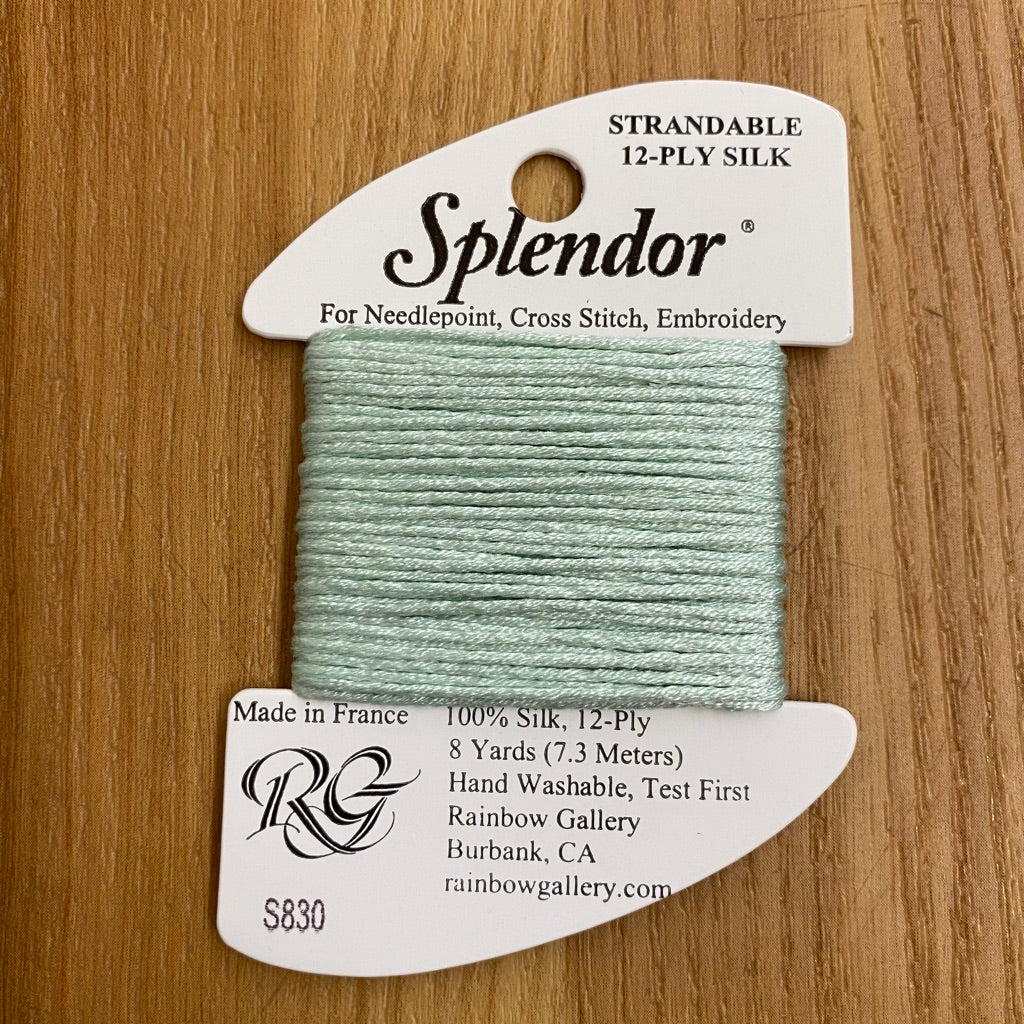 STRANDABLE
12-PLY SILK
Splendor ®
For Needlepoint, Cross Stitch, Embroidery
Made in France
RG
S830
100% Silk, 12-Ply
8 Yards (7.3 Meters)
Hand Washable, Test First
Rainbow Gallery
Burbank, CA
rainbowgallery.com